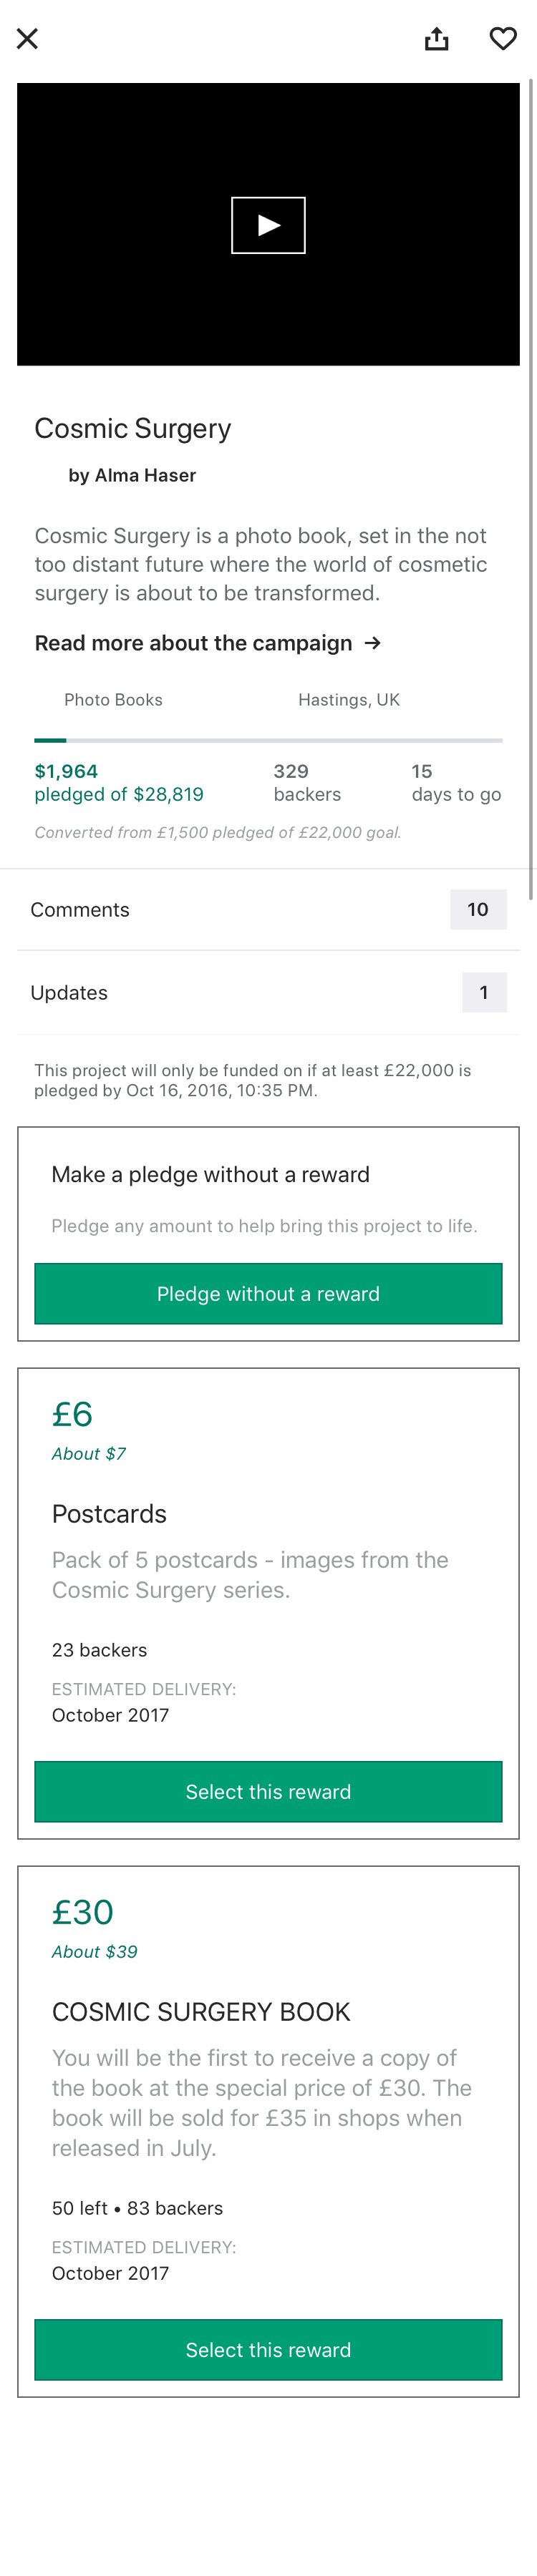 Cosmic Surgery
by Alma Haser
Cosmic Surgery is a photo book, set in the not
too distant future where the world of cosmetic
surgery is about to be transformed.
Read more about the campaign →
Photo Books
Hastings, UK
$1,964
pledged of $28,819
329
backers
15
days to go
Converted from £1,500 pledged of £22,000 goal.
Comments
10
Updates
1
This project will only be funded on if at least £22,000 is
pledged by Oct 16, 2016, 10:35 PM.
Make a pledge without a reward
Pledge any amount to help bring this project to life.
Pledge without a reward
£6
About $7
Postcards
Pack of 5 postcards - images from the
Cosmic Surgery series.
23 backers
ESTIMATED DELIVERY:
October 2017
Select this reward
£30
About $39
COSMIC SURGERY BOOK
You will be the first to receive a copy of
the book at the special price of £30. The
book will be sold for £35 in shops when
released in July.
50 left • 83 backers
ESTIMATED DELIVERY:
October 2017
Select this reward